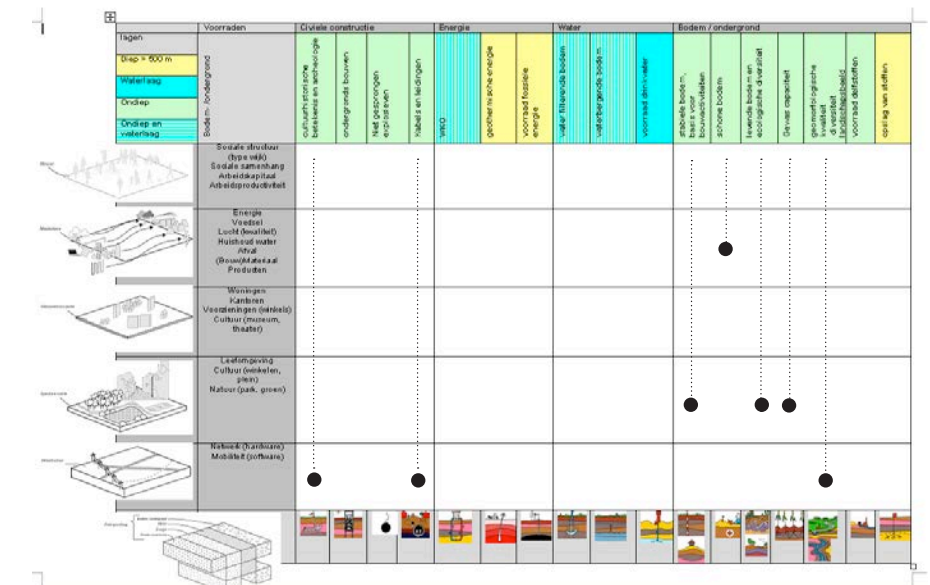 Voorraden
Civiele constructie
Energie
Water
Bodem / ondergrond
lagen
Diep > 500 m
Waterlaag
Ondiep
Ondiep en
waterlaag
Bodem /ondergrond
cultuurhistorische
betekenis en archeologie
ondergronds bouwen
Niet gesprongen
explosieven
Kabels en leidingen
WKO
geothermische energie
voorraad fossiele
energie
water filterende bodem
waterbergende bodem
voorraad drinkwater
stabiele bodem,
basis voor
bouwactiviteiten
schone bodem
levende bodem en
ecologische diversiteit
Gewas capaciteit
geomorfologische
kwaliteit
diversiteit
landschapsbeeld
voorraad delfstoffen
opslag van stoffen
Sociale structuur
(type wijk)
Sociale samenhang
Arbeidskapitaal
Arbeidsproductiviteit
Energie
Voedsel
Lucht (kwaliteit)
Huishoud water
Afval
(Bouw)Materiaal
Producten
Woningen
Kantoren
Voorzieningen (winkels)
Cultuur (museum,
theater)
Leefomgeving
Cultuur (winkelen,
plein)
Natuur (park, groen)
Netwerk (hardware)
Mobiliteit (software)